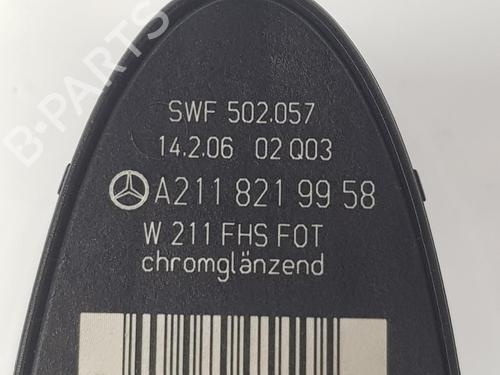 B-PARTS
SWF 502.057
14.2.06 02 Q03
A211 821 99 58
W 211 FHS FOT
chromglänzend